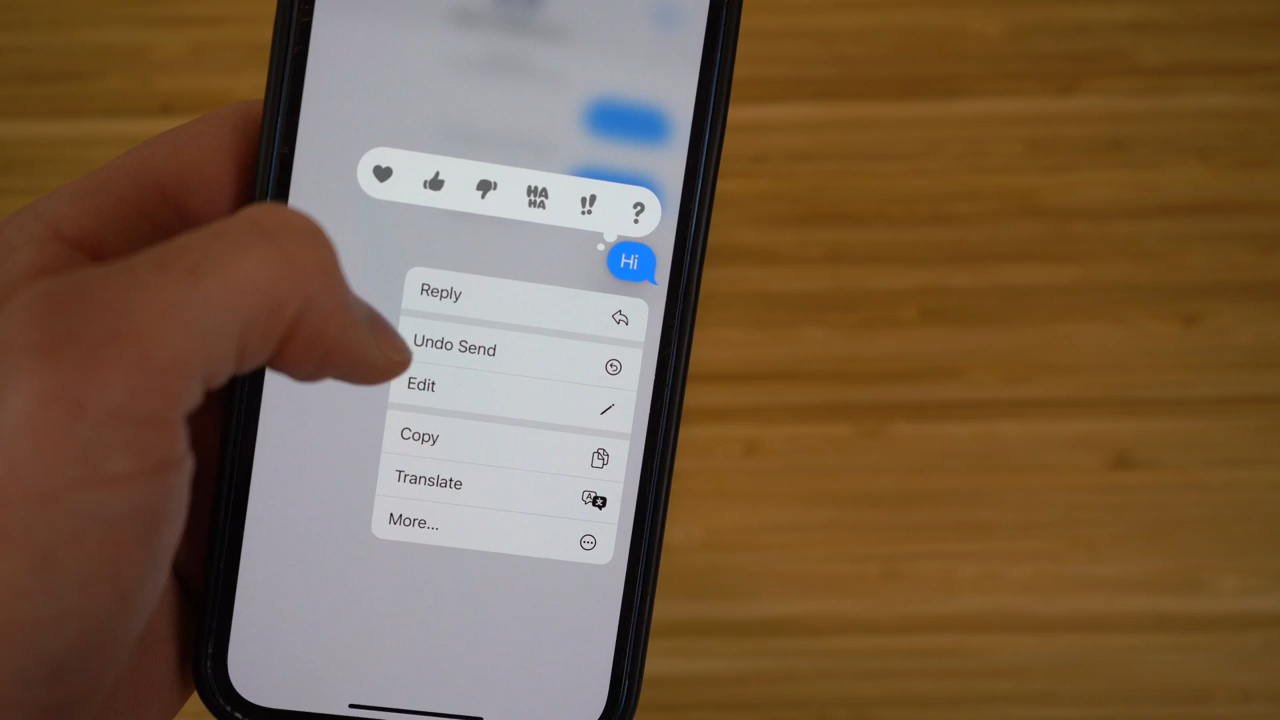 HA
HA
!!
?
Hi
Reply
Undo Send
Edit
Copy
Translate
More...